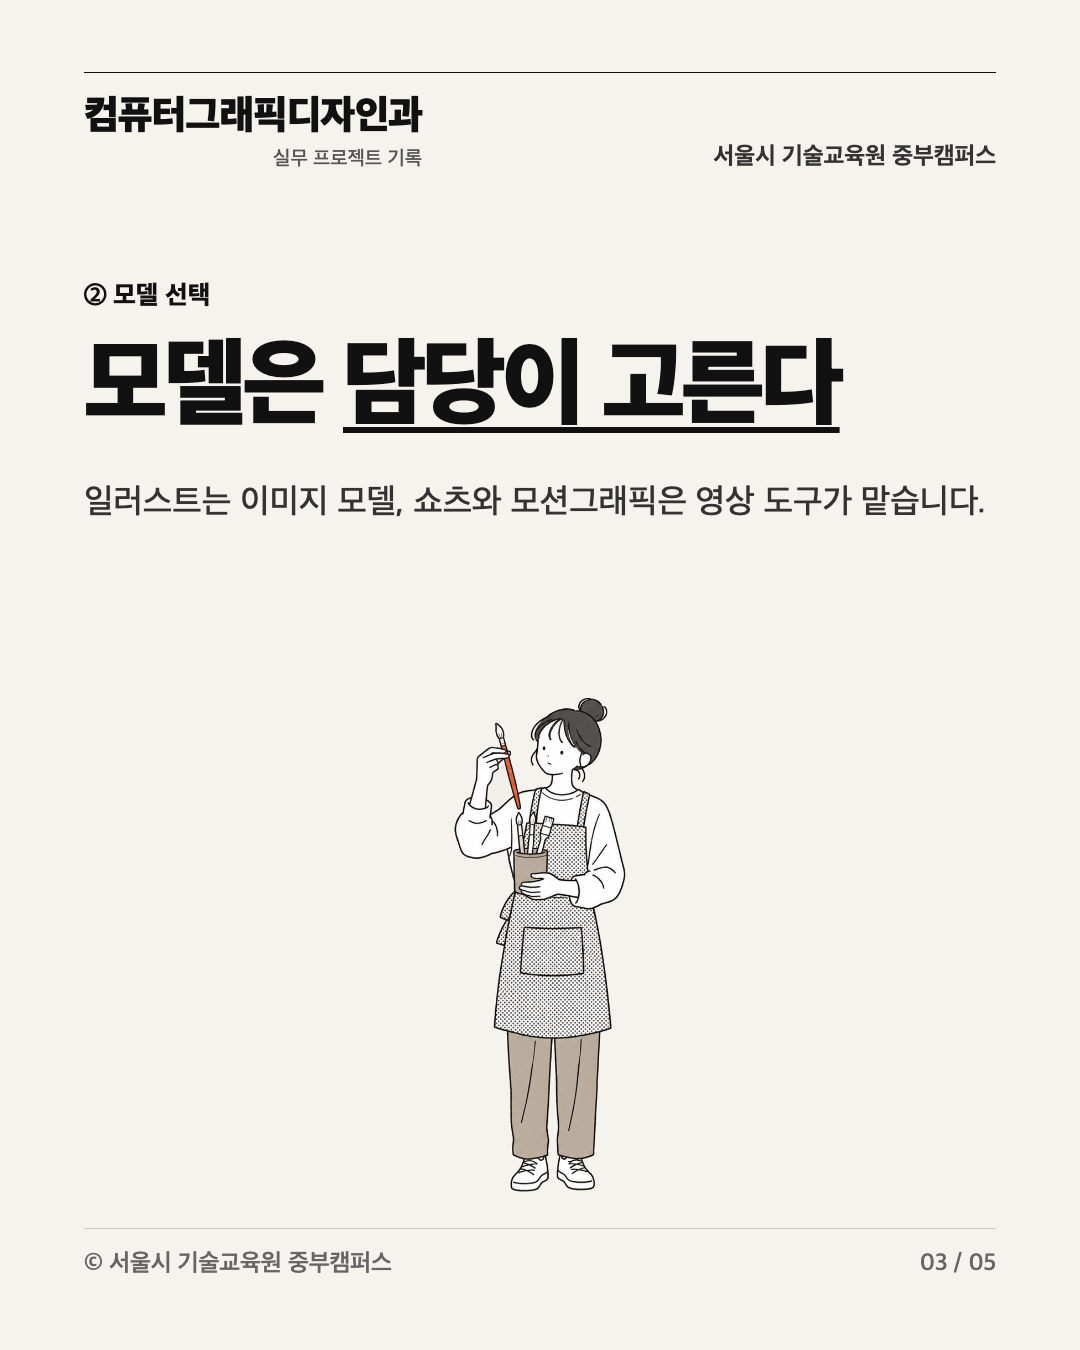 컴퓨터그래픽디자인과
실무 프로젝트 기록
서울시 기술교육원 중부캠퍼스
② 모델 선택
모델은 담당이 고른다
일러스트는 이미지 모델, 쇼츠와 모션그래픽은 영상 도구가 맡습니다.
© 서울시 기술교육원 중부캠퍼스
03 / 05